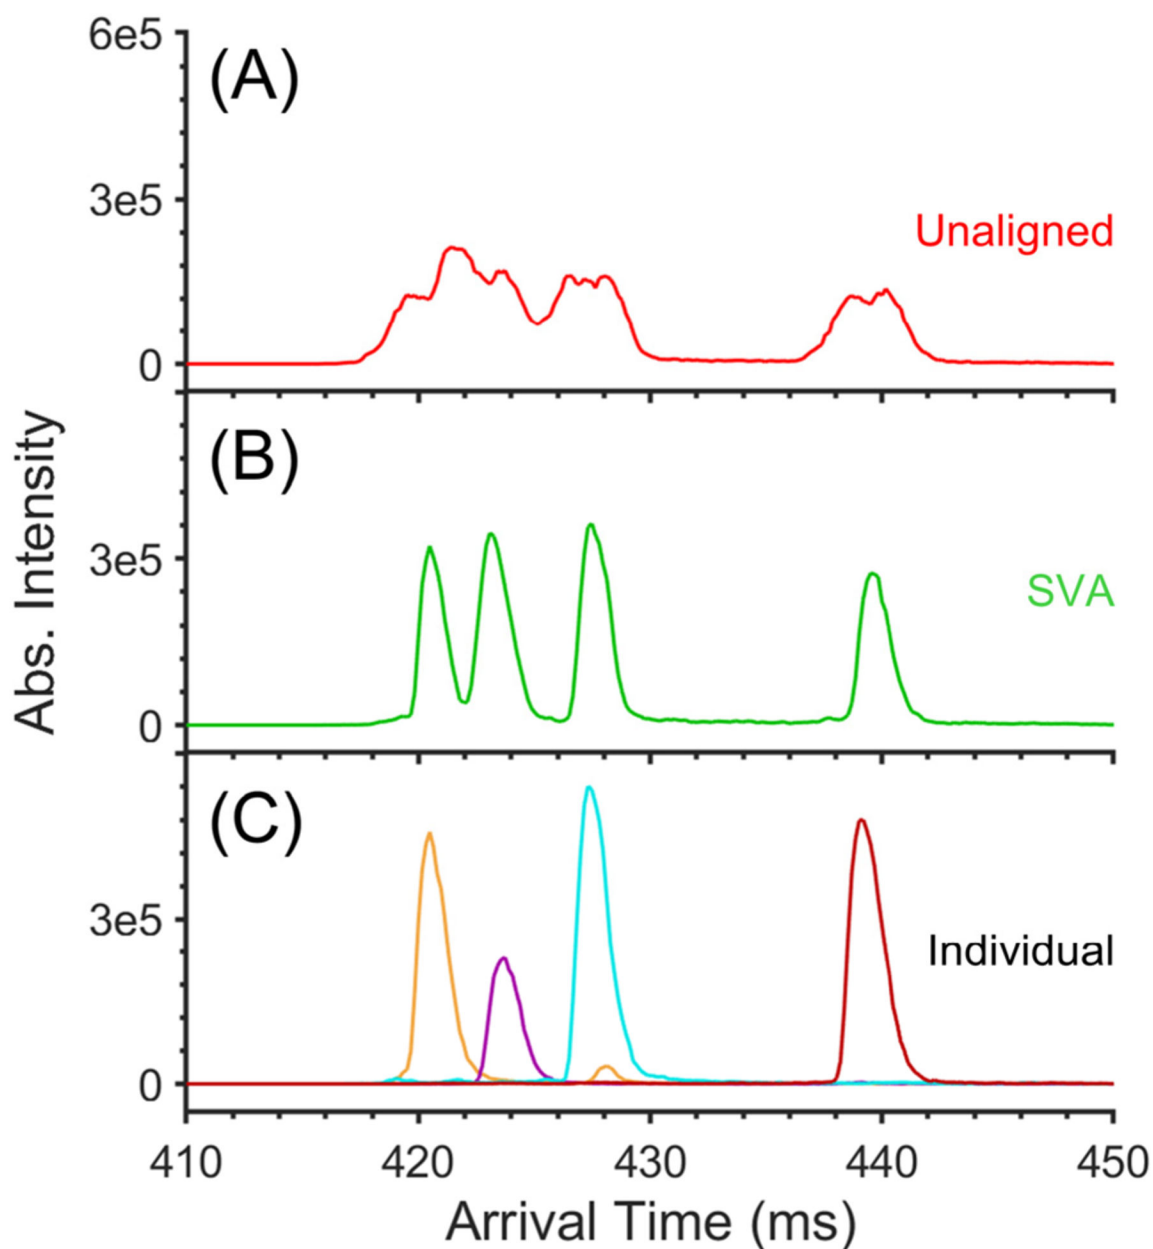 6e5
(A)
3e5
Unaligned
0
(B)
3e5
SVA
0
(C)
3e5
Individual
0
410 420 430 440 450
Arrival Time (ms)
Abs. Intensity